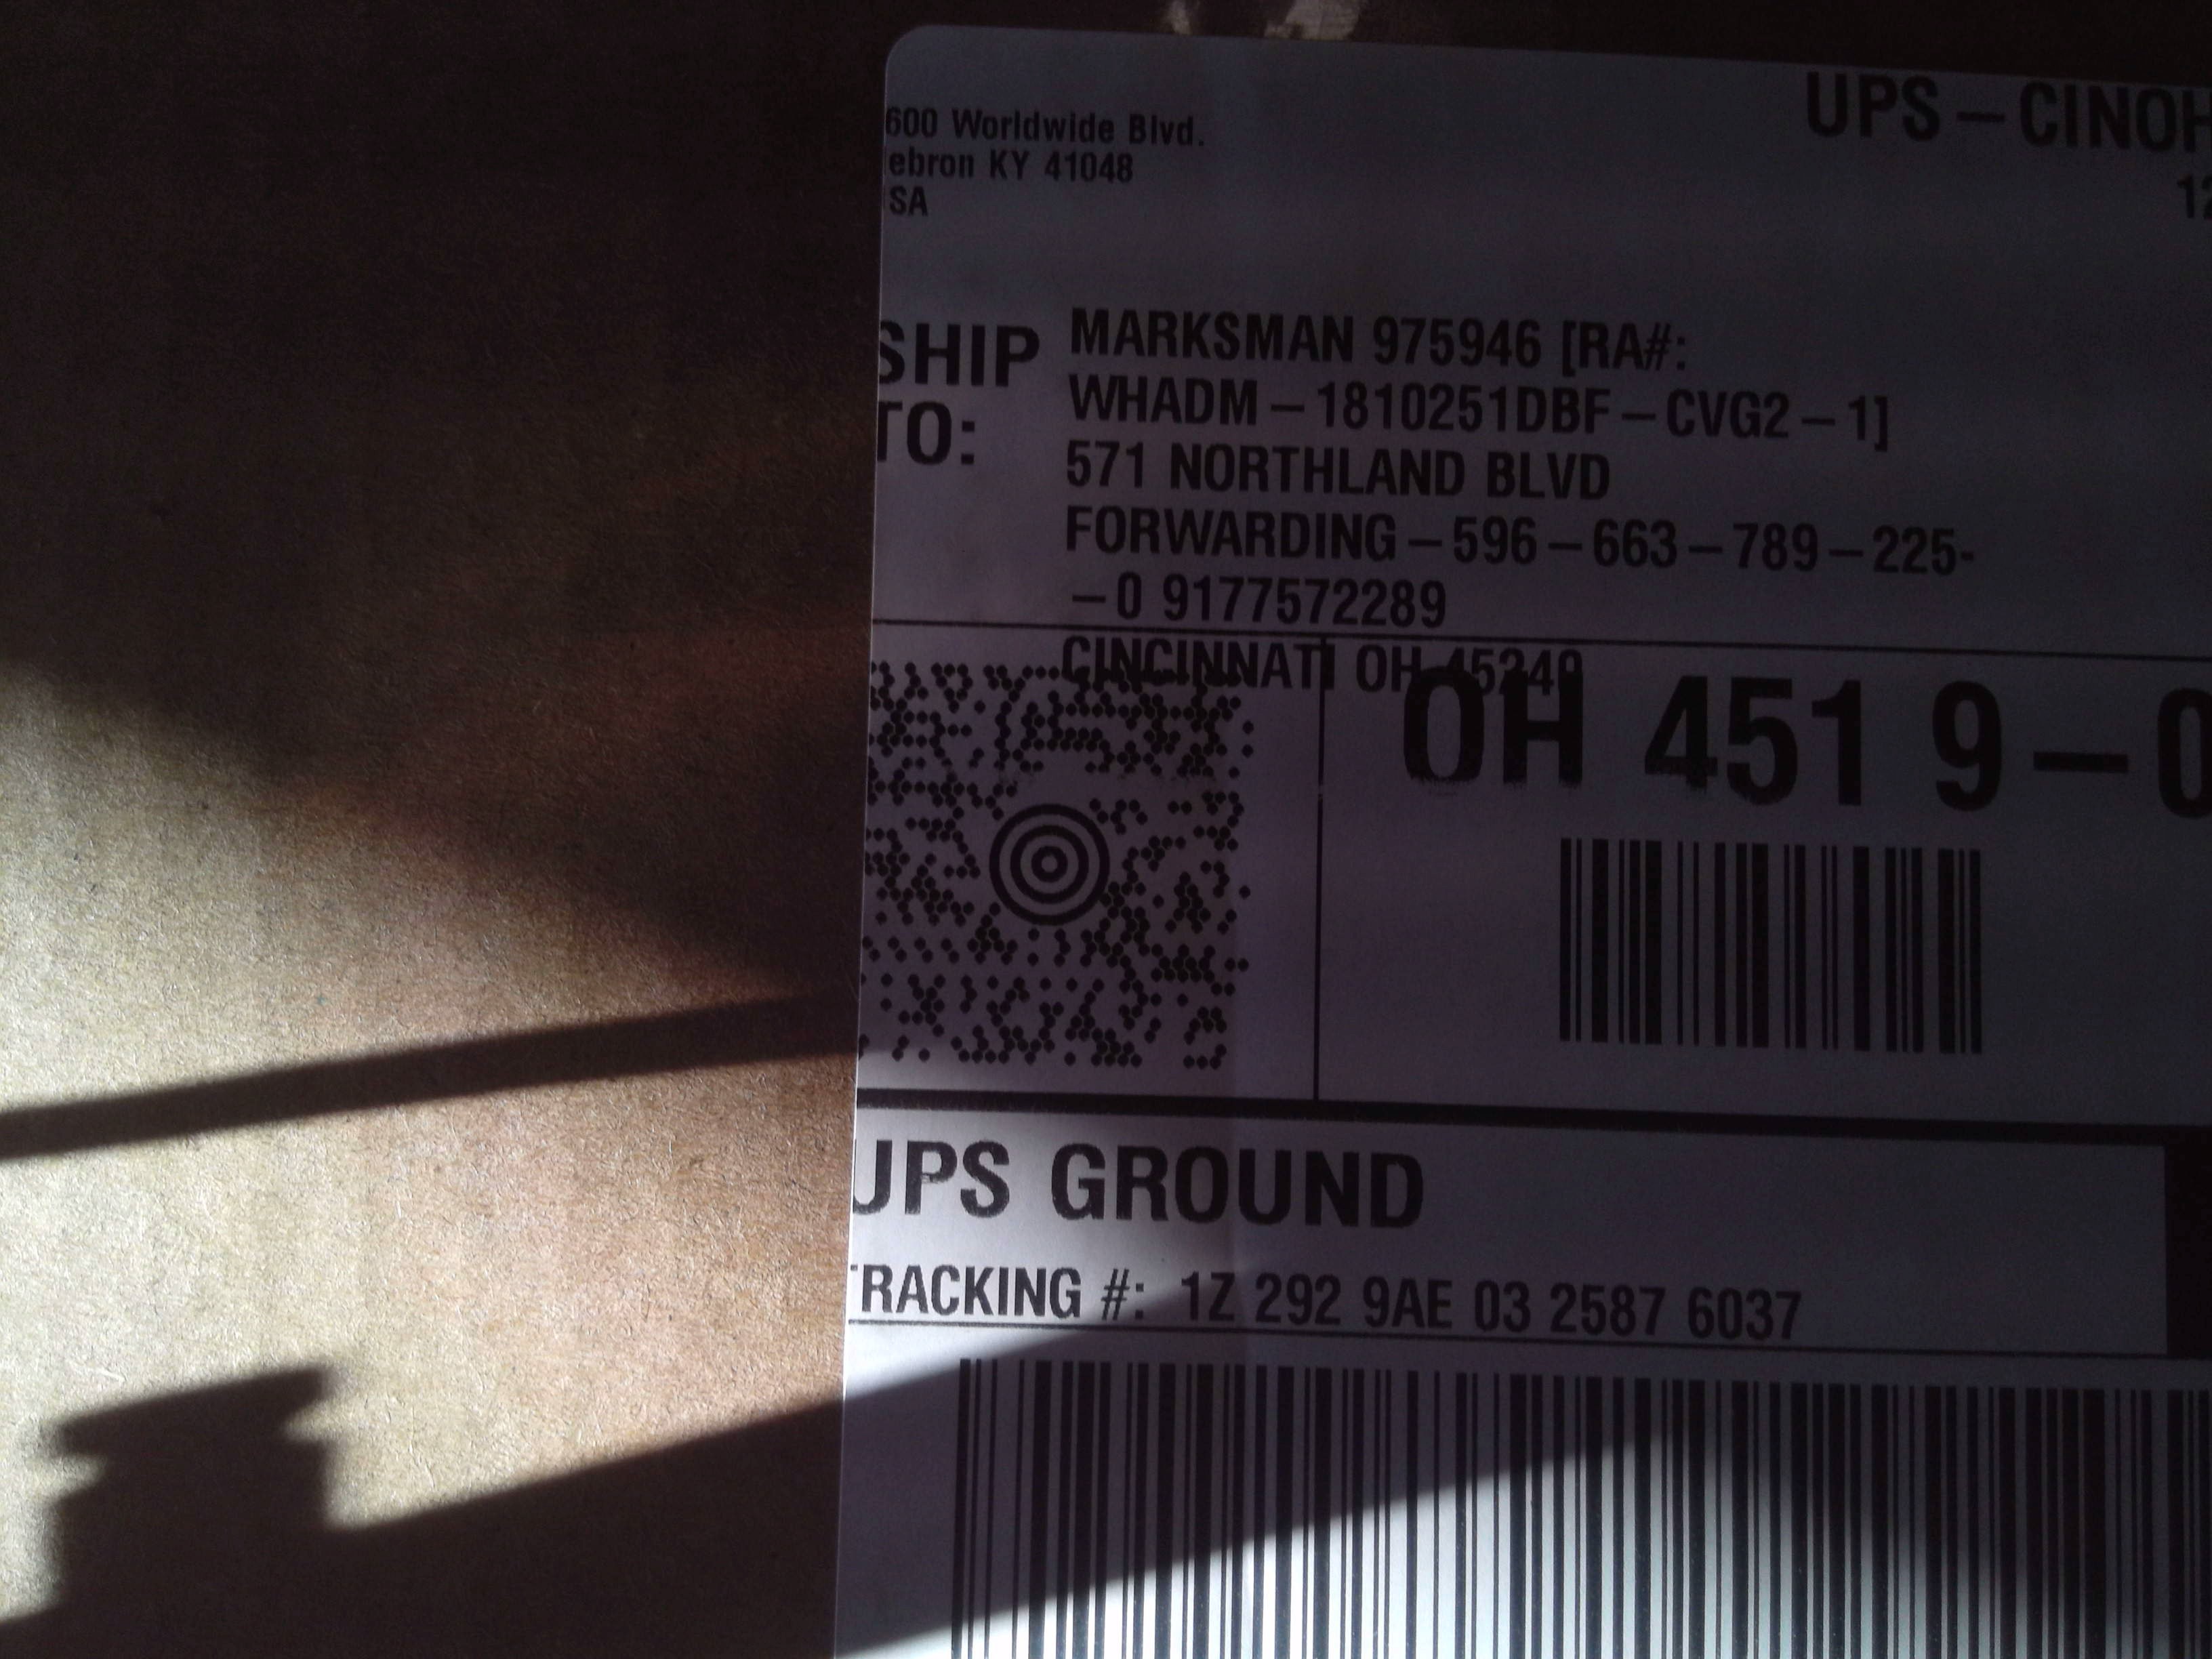 600 Worldwide Blvd.
ebron KY 41048
SA
UPS – CINOH
12
SHIP
TO:
MARKSMAN 975946 [RA#:
WHADM – 1810251DBF – CVG2 – 1]
571 NORTHLAND BLVD
FORWARDING – 596 – 663 – 789 – 225-
– 0 9177572289
CINCINNATI OH 45240
OH 451 9 – 0
UPS GROUND
TRACKING #: 1Z 292 9AE 03 2587 6037